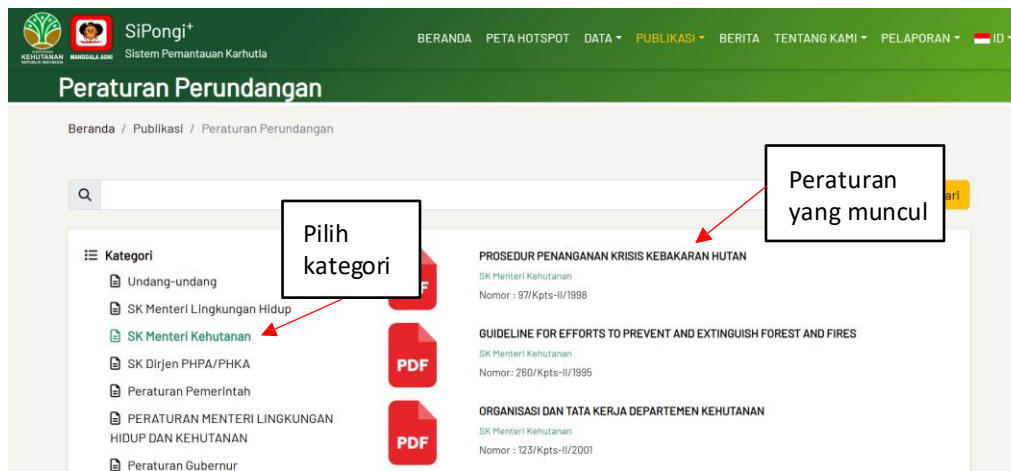 SiPongi+
Sistem Pemantauan Karhutla
KEHUTANAN
MANGGALA AGNI
BERANDA PETA HOTSPOT DATA PUBLIKASI BERITA TENTANG KAMI PELAPORAN ID
Peraturan Perundangan
Beranda / Publikasi / Peraturan Perundangan
Peraturan
yang muncul
ari
Pilih
kategori
Kategori
Undang-undang
SK Menteri Lingkungan Hidup
SK Menteri Kehutanan
SK Dirjen PHPA/PHKA
Peraturan Pemerintah
PERATURAN MENTERI LINGKUNGAN
HIDUP DAN KEHUTANAN
Peraturan Gubernur
F
PROSEDUR PENANGANAN KRISIS KEBAKARAN HUTAN
SK Menteri Kehutanan
Nomor : 97/Kpts-II/1998
PDF
GUIDELINE FOR EFFORTS TO PREVENT AND EXTINGUISH FOREST AND FIRES
SK Menteri Kehutanan
Nomor: 260/Kpts-II/1995
PDF
ORGANISASI DAN TATA KERJA DEPARTEMEN KEHUTANAN
SK Menteri Kehutanan
Nomor : 123/Kpts-II/2001